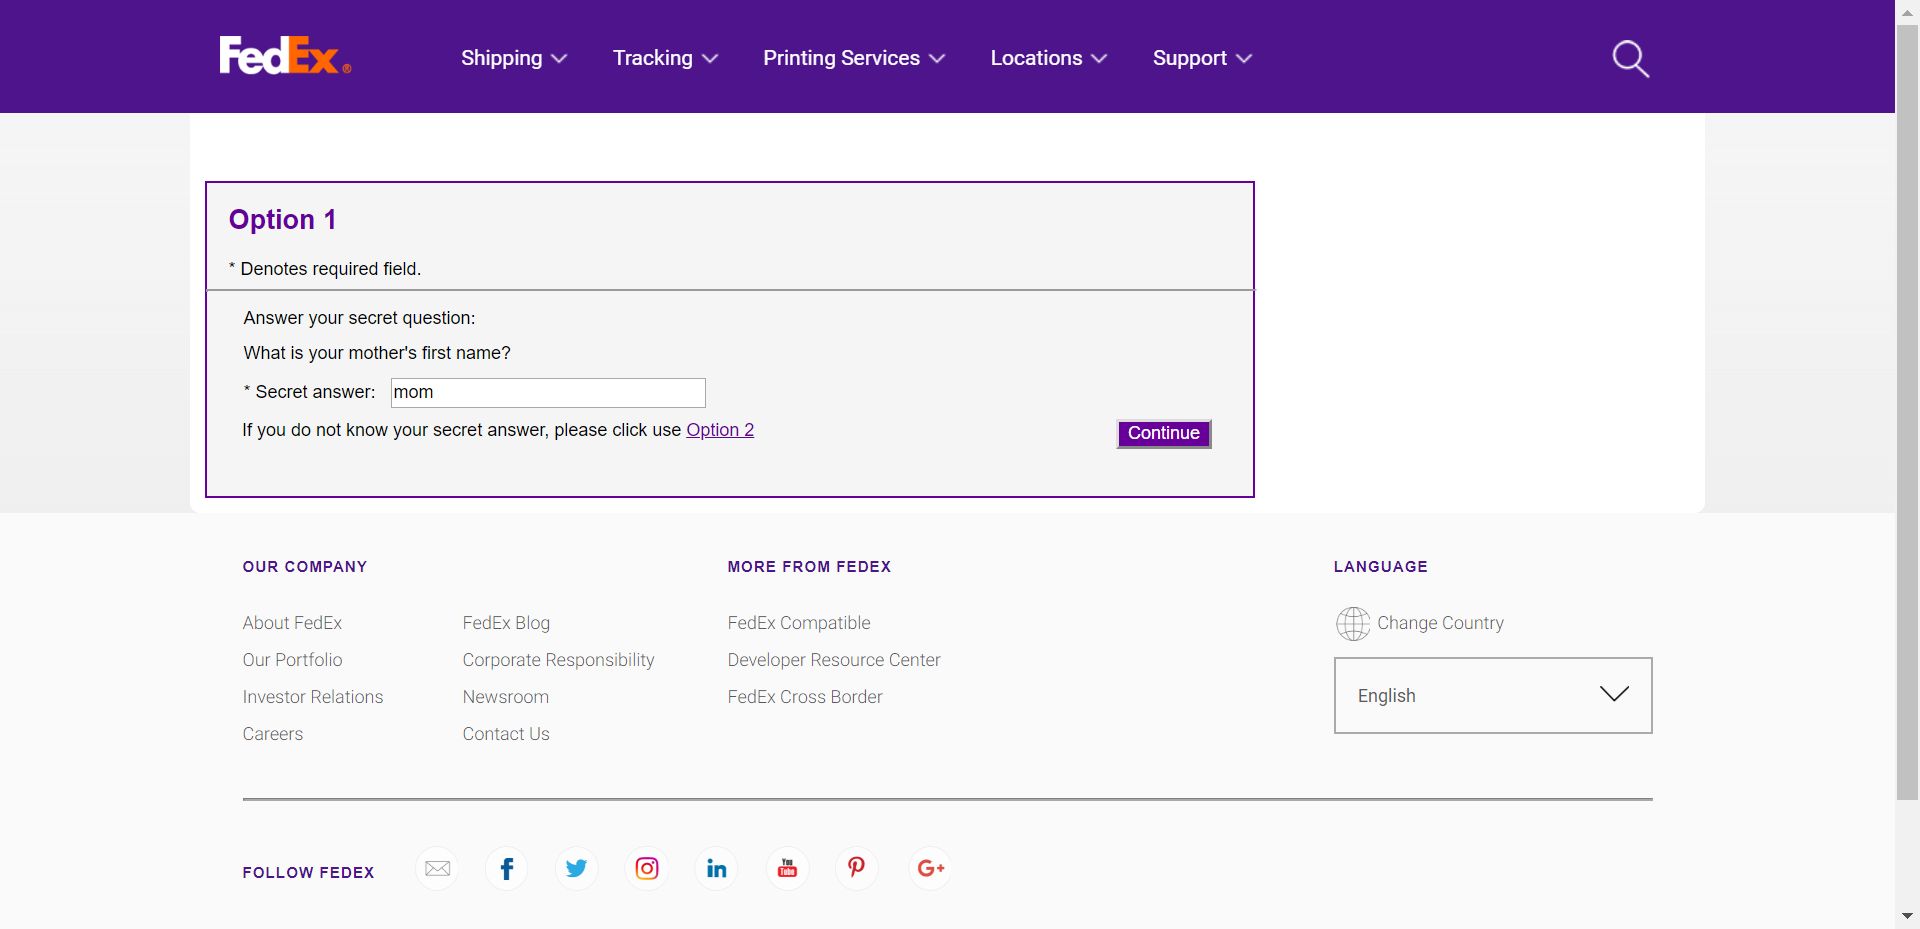 FedEx®
Shipping
Tracking
Printing Services
Locations
Support
Option 1
* Denotes required field.
Answer your secret question:
What is your mother's first name?
* Secret answer: mom
If you do not know your secret answer, please click use Option 2
Continue
OUR COMPANY
About FedEx
Our Portfolio
Investor Relations
Careers
FedEx Blog
Corporate Responsibility
Newsroom
Contact Us
MORE FROM FEDEX
FedEx Compatible
Developer Resource Center
FedEx Cross Border
LANGUAGE
Change Country
English
FOLLOW FEDEX
f
in
You Tube
G+